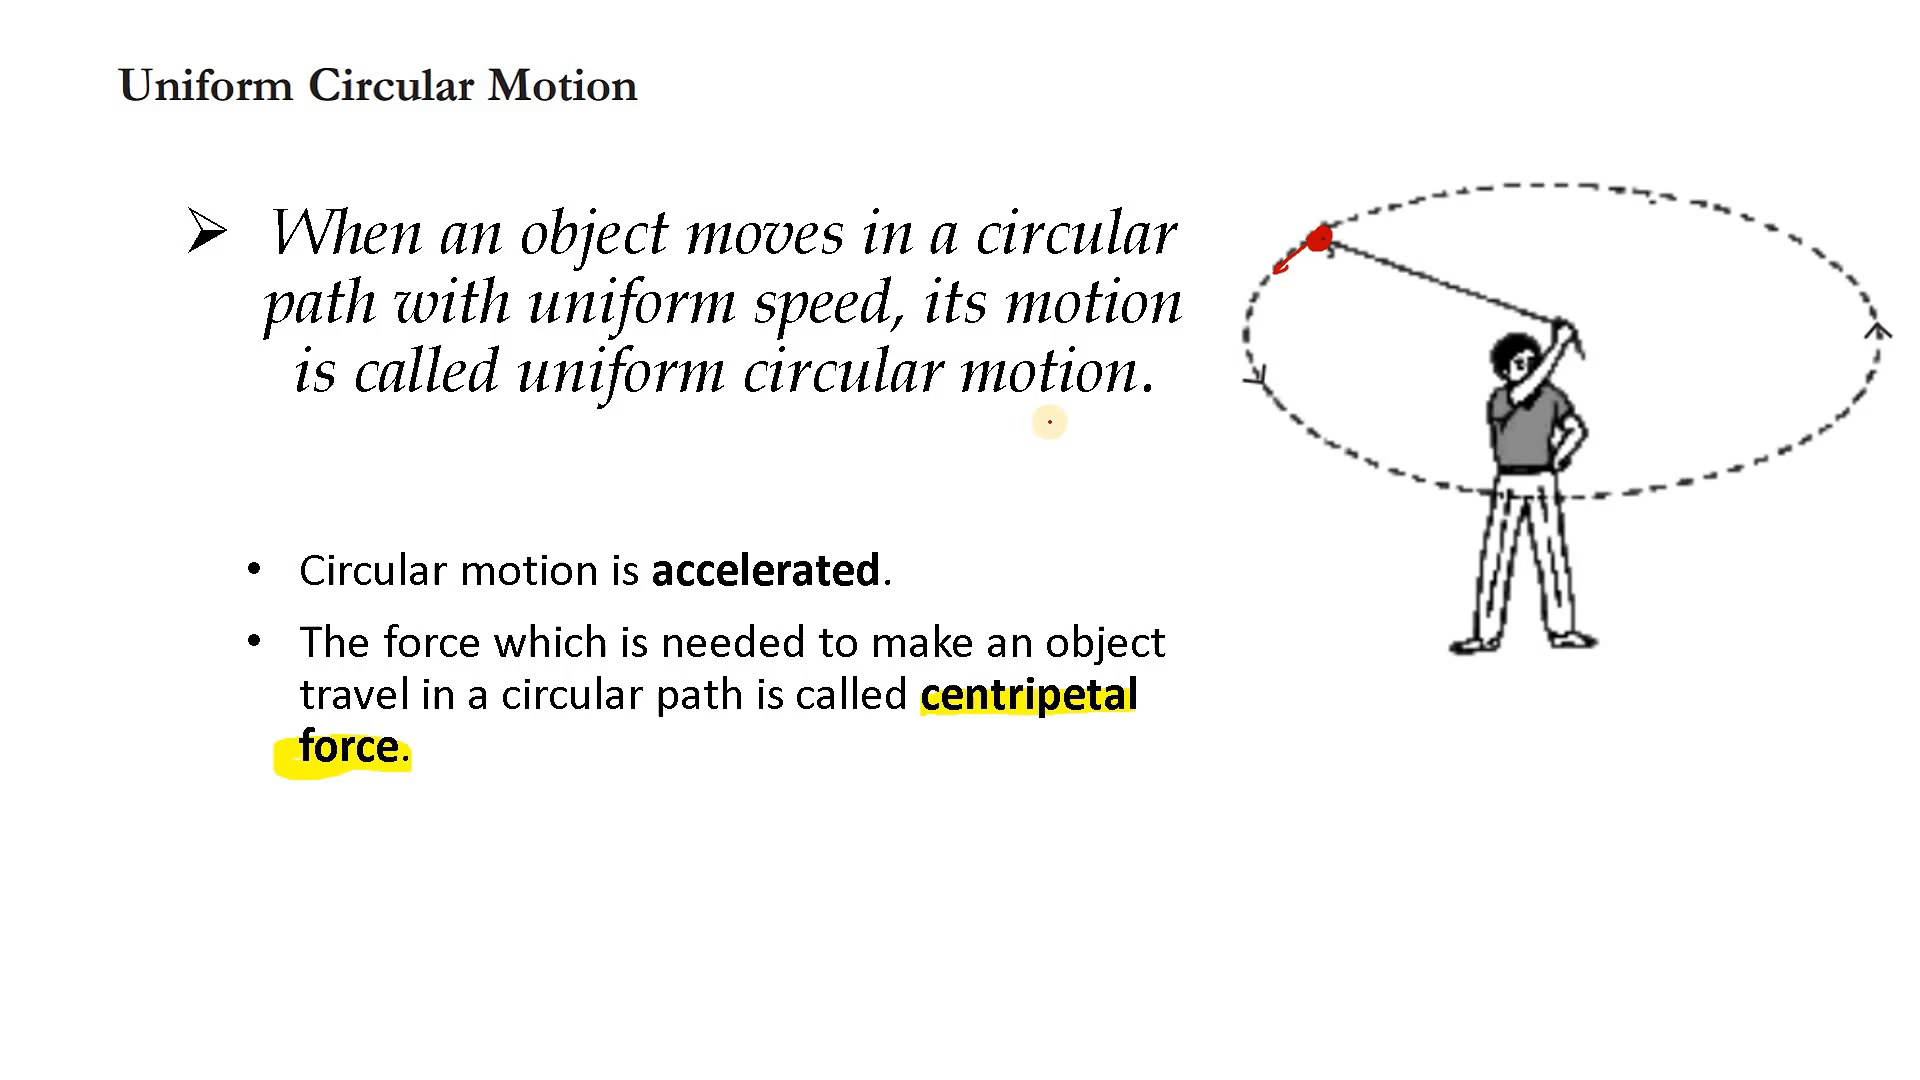 Uniform Circular Motion
➢ When an object moves in a circular
path with uniform speed, its motion
is called uniform circular motion.
• Circular motion is accelerated.
• The force which is needed to make an object
travel in a circular path is called centripetal
force.